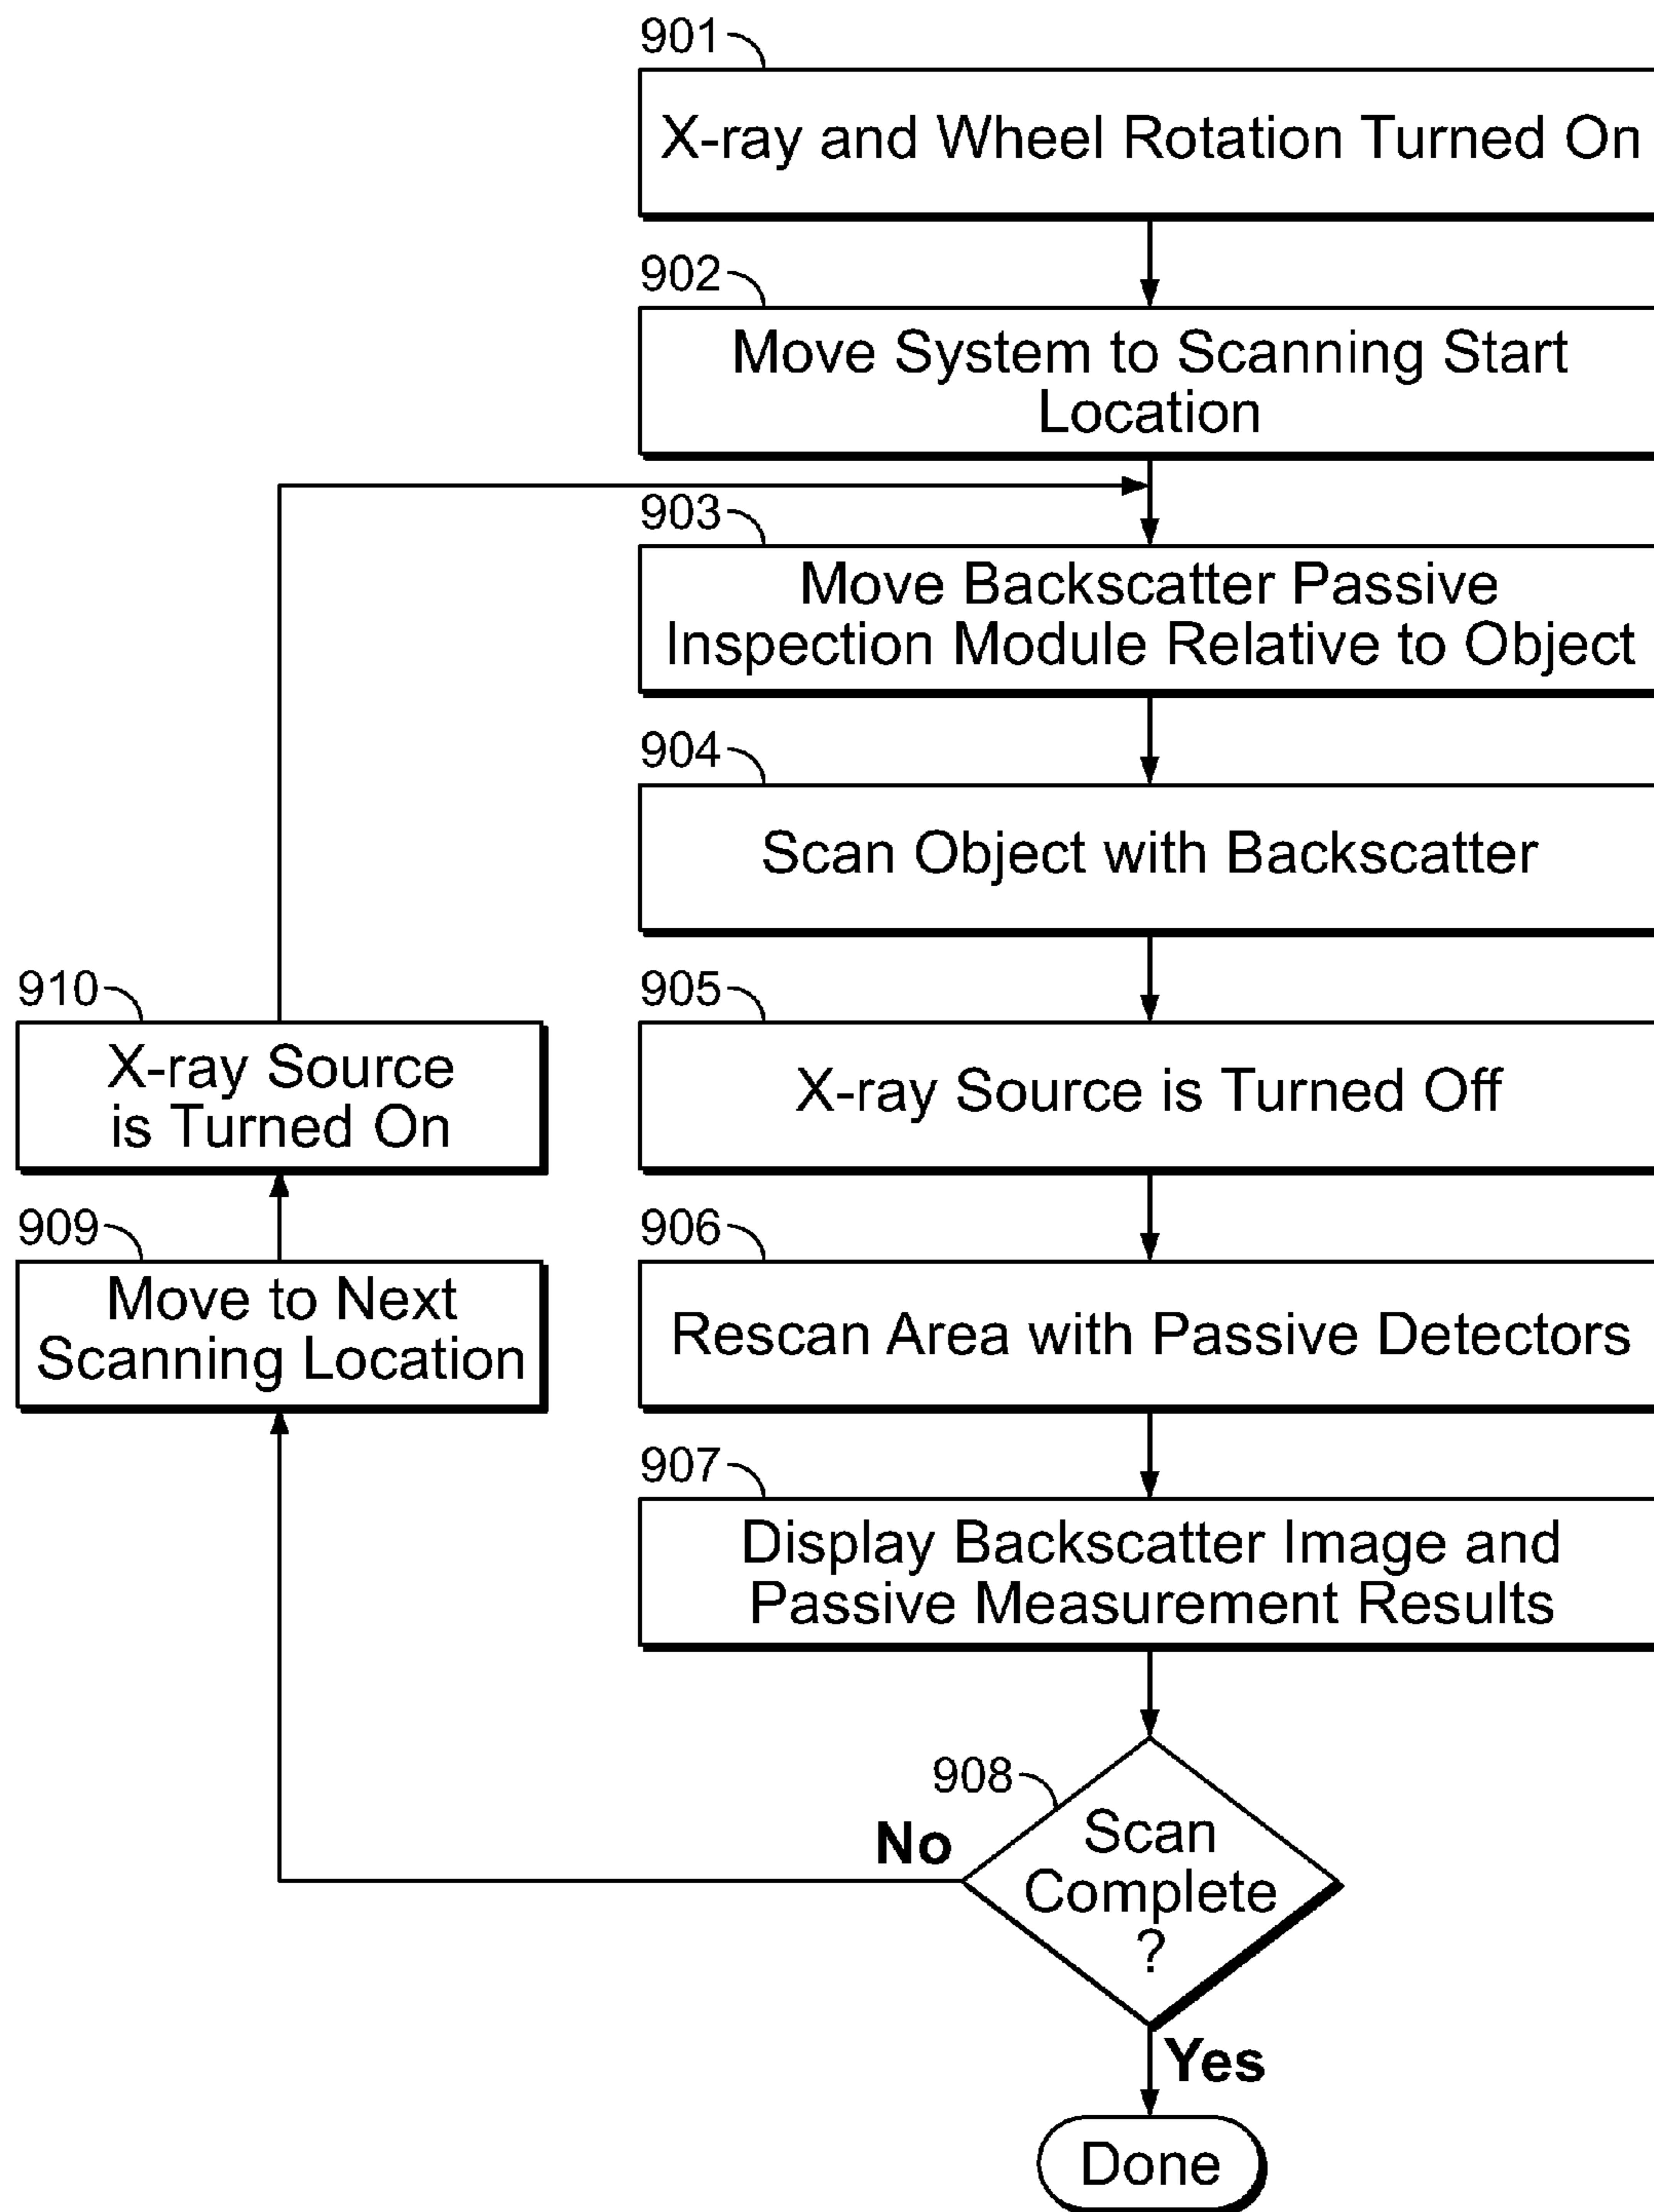 901
X-ray and Wheel Rotation Turned On
902
Move System to Scanning Start
Location
903
Move Backscatter Passive
Inspection Module Relative to Object
904
Scan Object with Backscatter
905
X-ray Source is Turned Off
906
Rescan Area with Passive Detectors
907
Display Backscatter Image and
Passive Measurement Results
908
Scan
Complete
?
No
Yes
Done
909
Move to Next
Scanning Location
910
X-ray Source
is Turned On